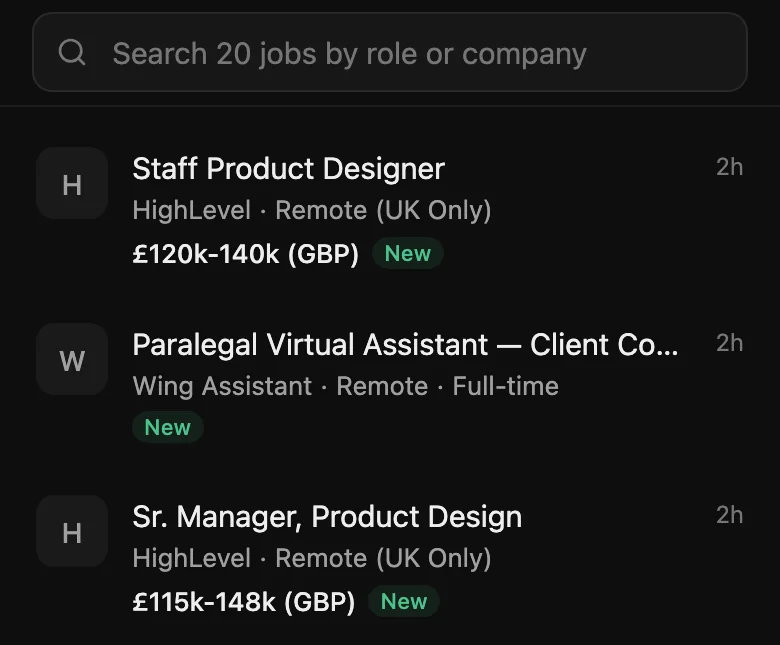 Search 20 jobs by role or company
H
Staff Product Designer
2h
HighLevel · Remote (UK Only)
£120k-140k (GBP) New
W
Paralegal Virtual Assistant — Client Co...
2h
Wing Assistant · Remote · Full-time
New
H
Sr. Manager, Product Design
2h
HighLevel · Remote (UK Only)
£115k-148k (GBP) New